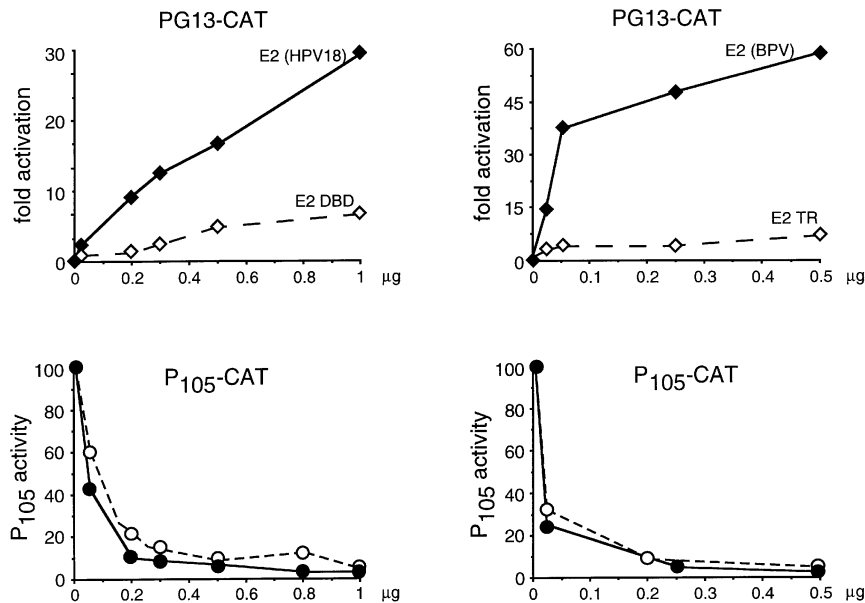 PG13-CAT
fold activation
30
20
10
0
E2 (HPV18)
E2 DBD
0 0.2 0.4 0.6 0.8 1 µg
PG13-CAT
fold activation
60
45
30
15
0
E2 (BPV)
E2 TR
0 0.1 0.2 0.3 0.4 0.5 µg
P105-CAT
P105 activity
100
80
60
40
20
0
0 0.2 0.4 0.6 0.8 1 µg
P105-CAT
P105 activity
100
80
60
40
20
0
0 0.1 0.2 0.3 0.4 0.5 µg